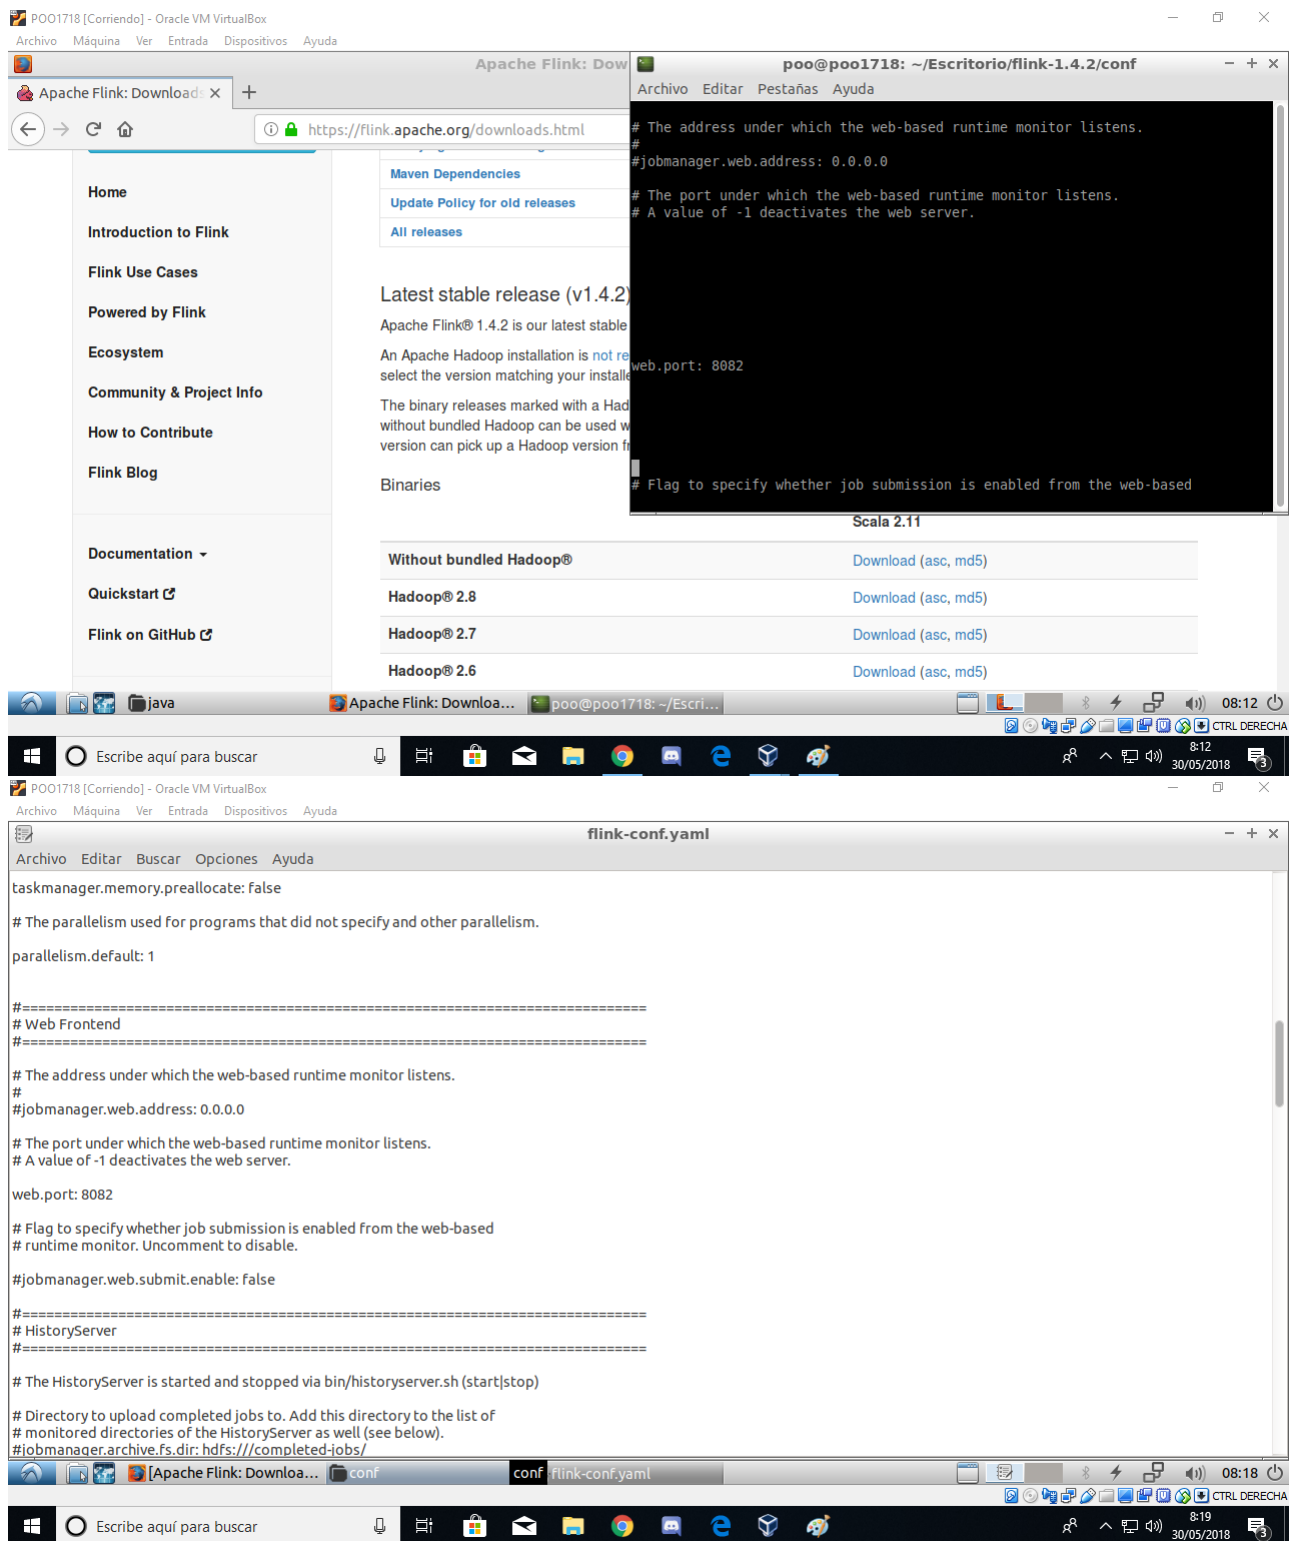 POO1718 [Corriendo] - Oracle VM VirtualBox
Archivo Máquina Ver Entrada Dispositivos Ayuda
Apache Flink: Dow
Apache Flink: Downloads
https://flink.apache.org/downloads.html
Home
Introduction to Flink
Flink Use Cases
Powered by Flink
Ecosystem
Community & Project Info
How to Contribute
Flink Blog
Documentation
Quickstart
Flink on GitHub
Maven Dependencies
Update Policy for old releases
All releases
Latest stable release (v1.4.2)
Apache Flink® 1.4.2 is our latest stable
An Apache Hadoop installation is not re
select the version matching your installe
The binary releases marked with a Had
without bundled Hadoop can be used w
version can pick up a Hadoop version fr
Binaries
Scala 2.11
Without bundled Hadoop® Download (asc, md5)
Hadoop® 2.8 Download (asc, md5)
Hadoop® 2.7 Download (asc, md5)
Hadoop® 2.6 Download (asc, md5)
poo@poo1718: ~/Escritorio/flink-1.4.2/conf
Archivo Editar Pestañas Ayuda
# The address under which the web-based runtime monitor listens.
#
#jobmanager.web.address: 0.0.0.0
# The port under which the web-based runtime monitor listens.
# A value of -1 deactivates the web server.
web.port: 8082
# Flag to specify whether job submission is enabled from the web-based
java Apache Flink: Downloa... poo@poo1718: ~/Escri... 08:12
CTRL DERECHA
Escribe aquí para buscar
8:12
30/05/2018
3
POO1718 [Corriendo] - Oracle VM VirtualBox
Archivo Máquina Ver Entrada Dispositivos Ayuda
flink-conf.yaml
Archivo Editar Buscar Opciones Ayuda
taskmanager.memory.preallocate: false
# The parallelism used for programs that did not specify and other parallelism.
parallelism.default: 1
#==============================================================================
# Web Frontend
#==============================================================================
# The address under which the web-based runtime monitor listens.
#
#jobmanager.web.address: 0.0.0.0
# The port under which the web-based runtime monitor listens.
# A value of -1 deactivates the web server.
web.port: 8082
# Flag to specify whether job submission is enabled from the web-based
# runtime monitor. Uncomment to disable.
#jobmanager.web.submit.enable: false
#==============================================================================
# HistoryServer
#==============================================================================
# The HistoryServer is started and stopped via bin/historyserver.sh (start|stop)
# Directory to upload completed jobs to. Add this directory to the list of
# monitored directories of the HistoryServer as well (see below).
#jobmanager.archive.fs.dir: hdfs:///completed-jobs/
[Apache Flink: Downloa... conf conf flink-conf.yaml 08:18
CTRL DERECHA
Escribe aquí para buscar
8:19
30/05/2018
3